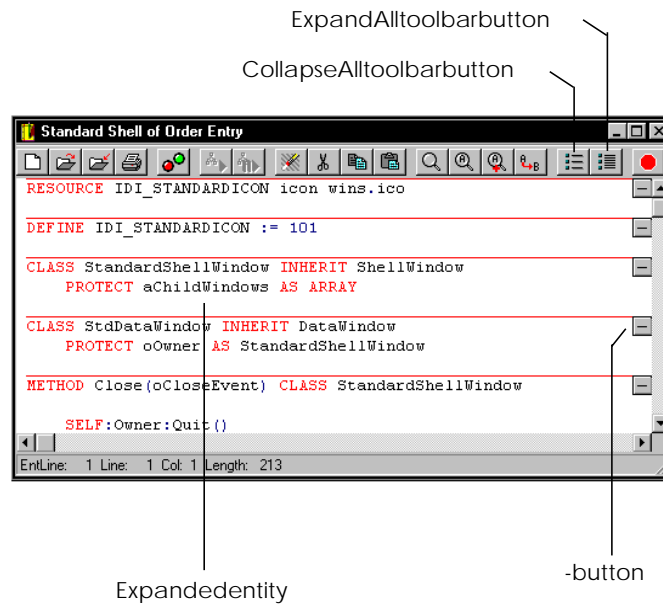 ExpandAlltoolbarbutton
CollapseAlltoolbarbutton
Standard Shell of Order Entry
RESOURCE IDI_STANDARDICON icon wins.ico
DEFINE IDI_STANDARDICON := 101
CLASS StandardShellWindow INHERIT ShellWindow
PROTECT aChildWindows AS ARRAY
CLASS StdDataWindow INHERIT DataWindow
PROTECT oOwner AS StandardShellWindow
METHOD Close(oCloseEvent) CLASS StandardShellWindow
SELF:Owner:Quit()
EntLine: 1 Line: 1 Col: 1 Length: 213
-button
Expandedentity